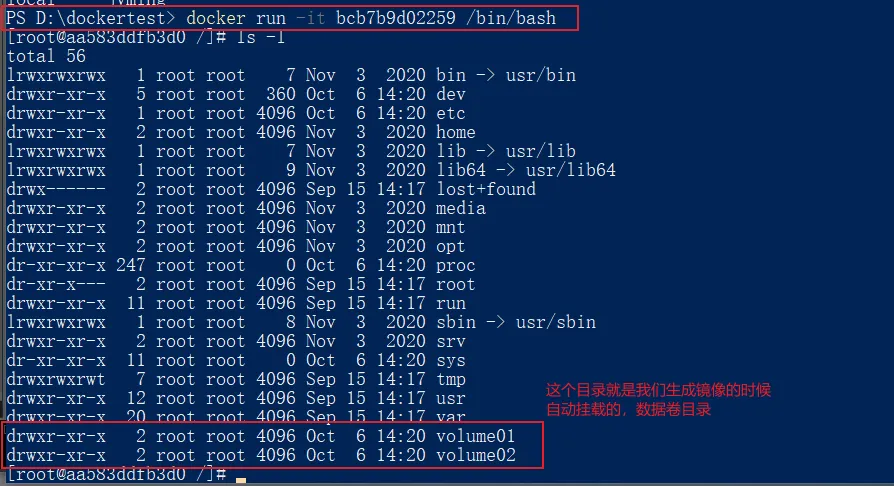 PS D:\dockertest> docker run -it bcb7b9d02259 /bin/bash
[root@aa583ddfb3d0 /]# ls -l
total 56
lrwxrwxrwx   1 root root    7 Nov  3  2020 bin -> usr/bin
drwxr-xr-x   5 root root  360 Oct  6 14:20 dev
drwxr-xr-x   1 root root 4096 Oct  6 14:20 etc
drwxr-xr-x   2 root root 4096 Nov  3  2020 home
lrwxrwxrwx   1 root root    7 Nov  3  2020 lib -> usr/lib
lrwxrwxrwx   1 root root    9 Nov  3  2020 lib64 -> usr/lib64
drwx------   2 root root 4096 Sep 15 14:17 lost+found
drwxr-xr-x   2 root root 4096 Nov  3  2020 media
drwxr-xr-x   2 root root 4096 Nov  3  2020 mnt
drwxr-xr-x   2 root root 4096 Nov  3  2020 opt
dr-xr-xr-x 247 root root    0 Oct  6 14:20 proc
dr-xr-x---   2 root root 4096 Sep 15 14:17 root
drwxr-xr-x  11 root root 4096 Sep 15 14:17 run
lrwxrwxrwx   1 root root    8 Nov  3  2020 sbin -> usr/sbin
drwxr-xr-x   2 root root 4096 Nov  3  2020 srv
dr-xr-xr-x  11 root root    0 Oct  6 14:20 sys
drwxrwxrwt   7 root root 4096 Sep 15 14:17 tmp
drwxr-xr-x  12 root root 4096 Sep 15 14:17 usr
drwxr-xr-x  20 root root 4096 Sep 15 14:17 var
这个目录就是我们生成镜像的时候
自动挂载的，数据卷目录
drwxr-xr-x   2 root root 4096 Oct  6 14:20 volume01
drwxr-xr-x   2 root root 4096 Oct  6 14:20 volume02
[root@aa583ddfb3d0 /]#